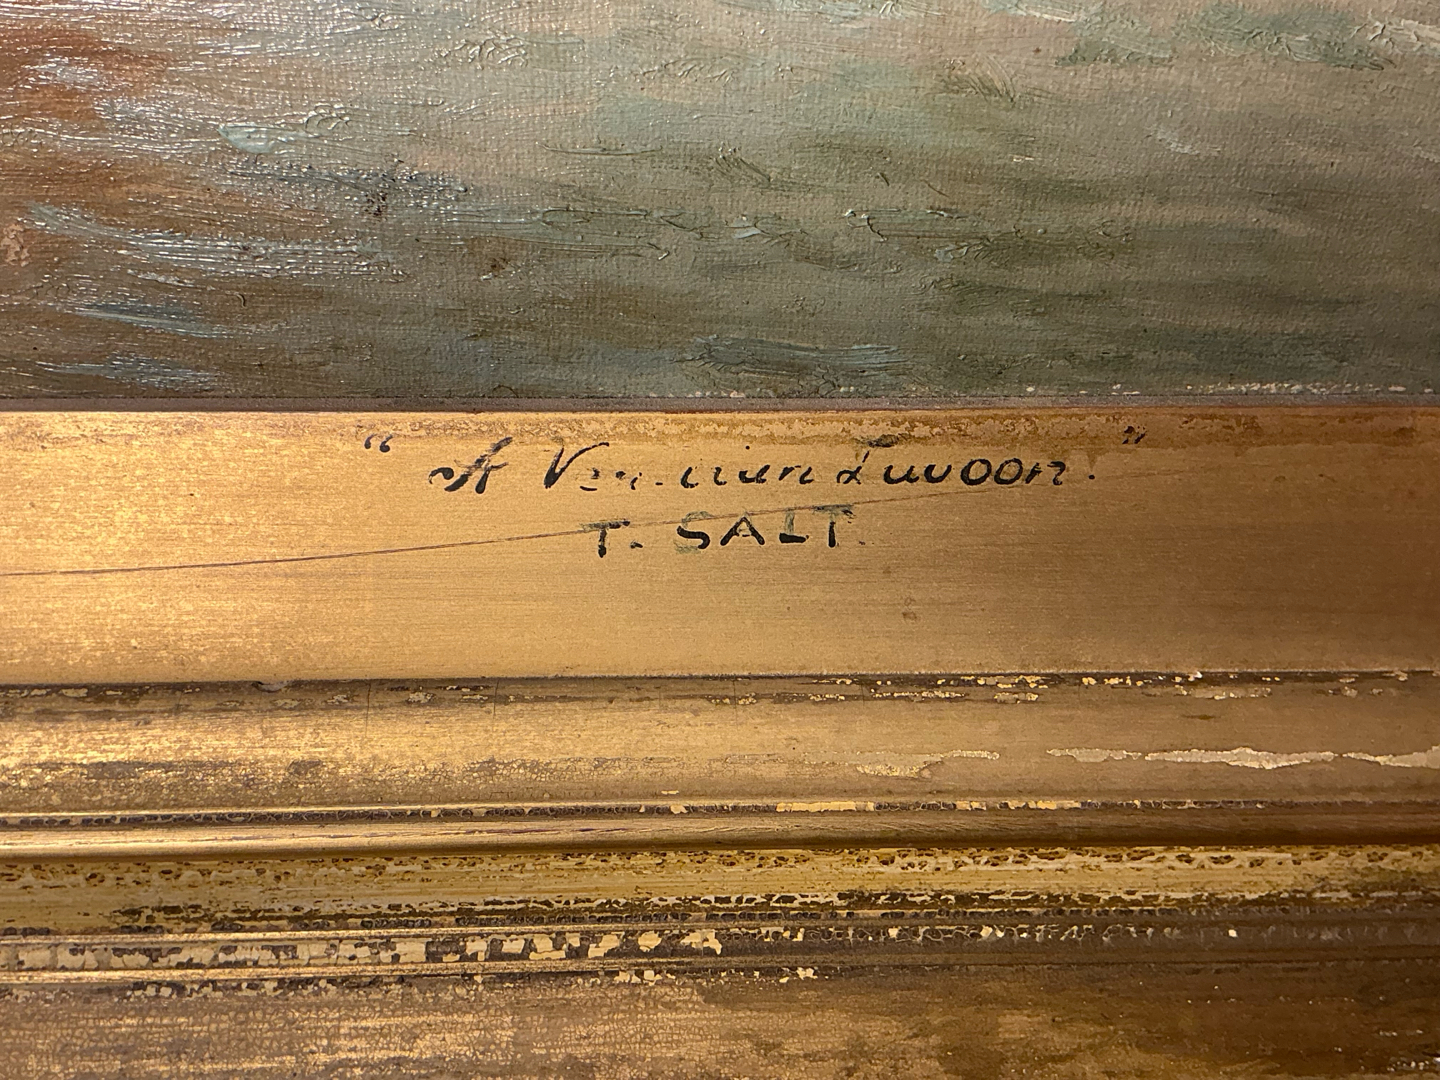 "A Venetian Lagoon."
T. SALT